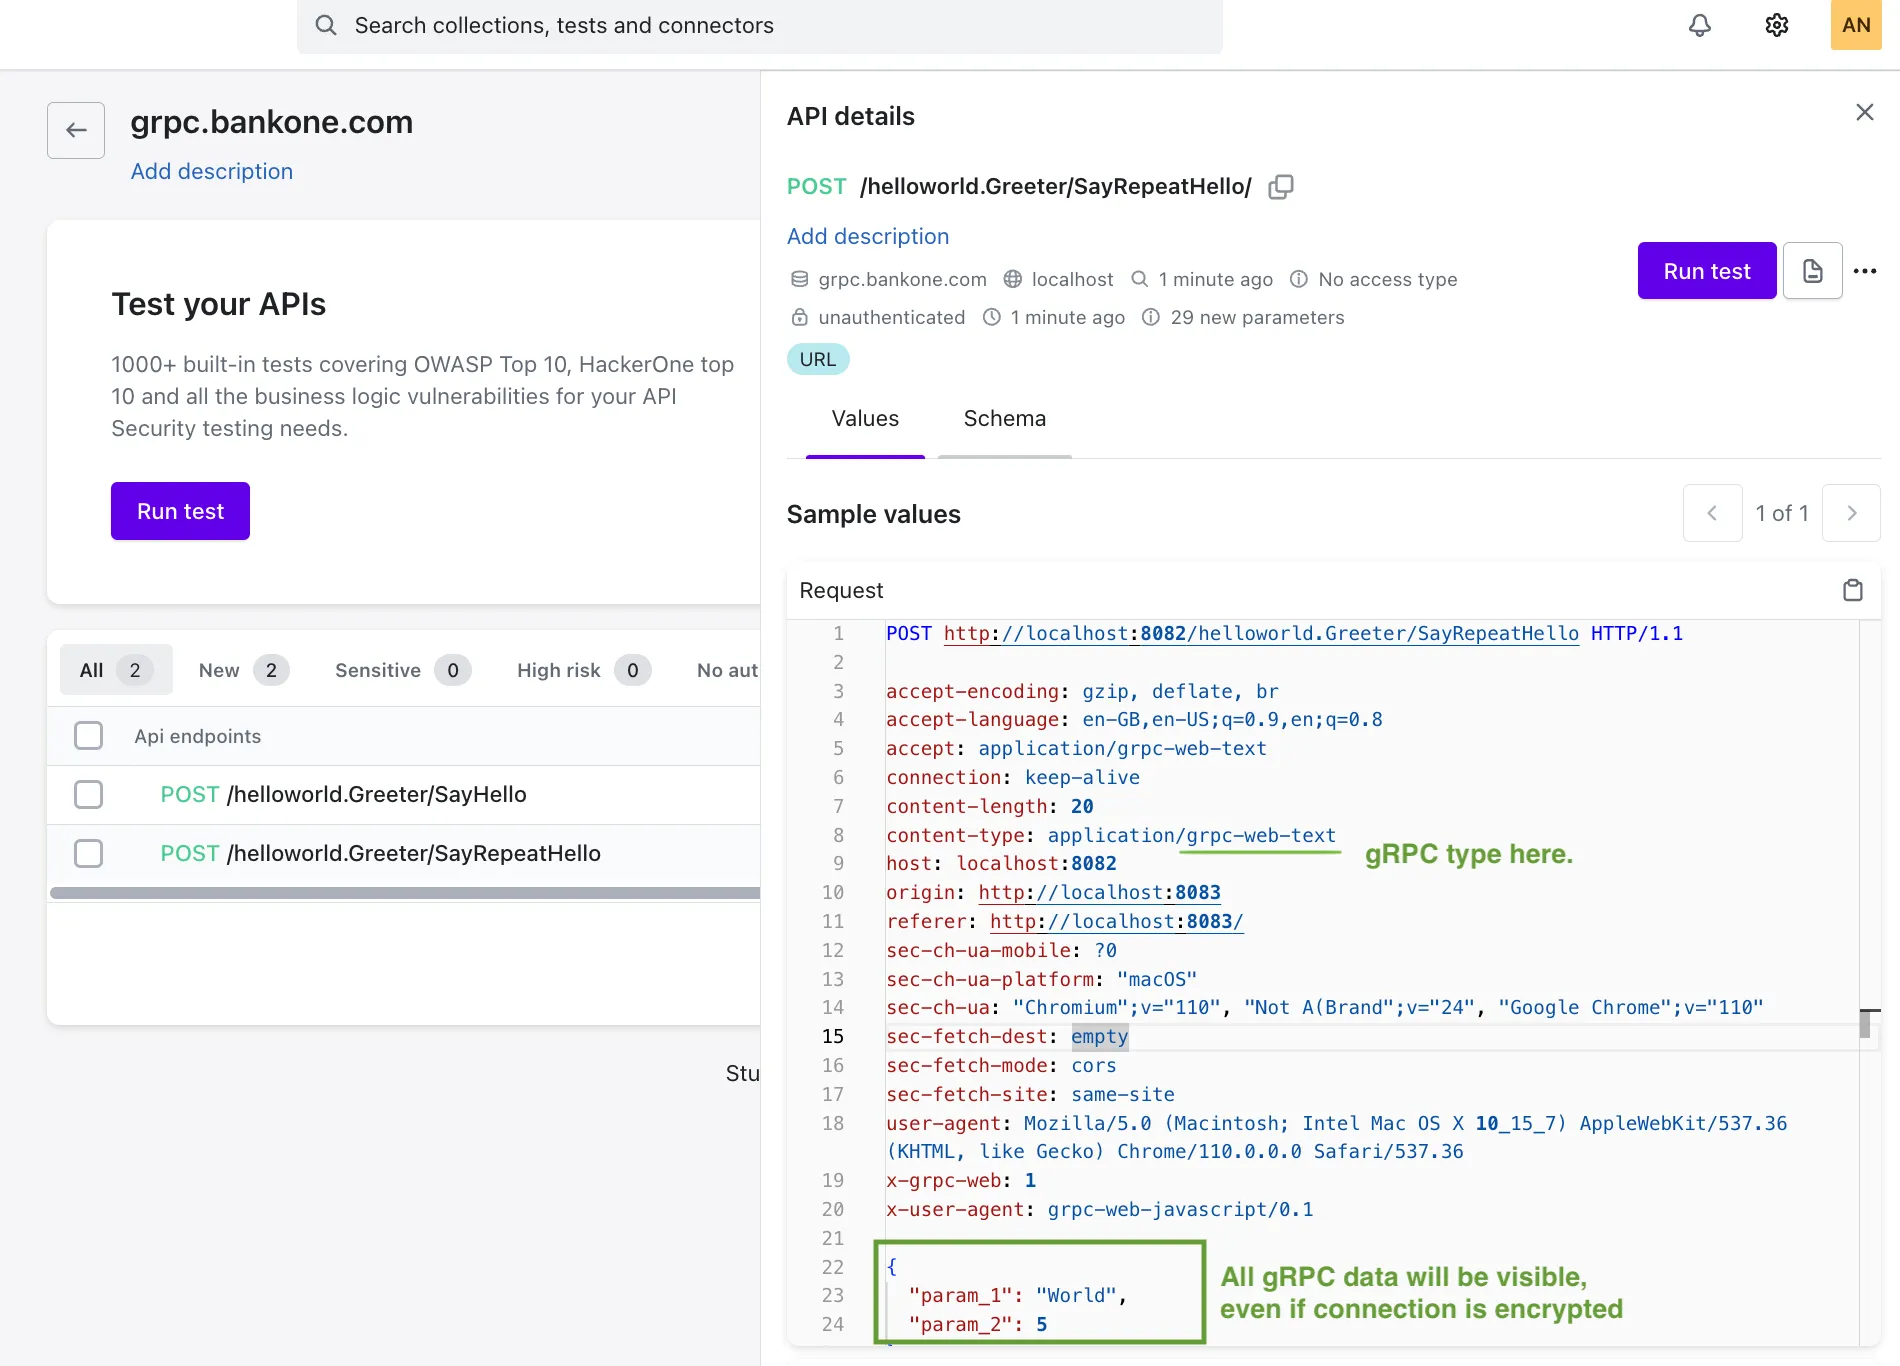 Search collections, tests and connectors
AN
grpc.bankone.com
Add description
Test your APIs
1000+ built-in tests covering OWASP Top 10, HackerOne top
10 and all the business logic vulnerabilities for your API
Security testing needs.
Run test
All 2 New 2 Sensitive 0 High risk 0 No aut
Api endpoints
POST /helloworld.Greeter/SayHello
POST /helloworld.Greeter/SayRepeatHello
Stu
API details
POST /helloworld.Greeter/SayRepeatHello/
Add description
grpc.bankone.com localhost 1 minute ago No access type
unauthenticated 1 minute ago 29 new parameters
Run test
URL
Values Schema
Sample values
1 of 1
Request
1 POST http://localhost:8082/helloworld.Greeter/SayRepeatHello HTTP/1.1
2
3 accept-encoding: gzip, deflate, br
4 accept-language: en-GB,en-US;q=0.9,en;q=0.8
5 accept: application/grpc-web-text
6 connection: keep-alive
7 content-length: 20
8 content-type: application/grpc-web-text
gRPC type here.
9 host: localhost:8082
10 origin: http://localhost:8083
11 referer: http://localhost:8083/
12 sec-ch-ua-mobile: ?0
13 sec-ch-ua-platform: "macOS"
14 sec-ch-ua: "Chromium";v="110", "Not A(Brand";v="24", "Google Chrome";v="110"
15 sec-fetch-dest: empty
16 sec-fetch-mode: cors
17 sec-fetch-site: same-site
18 user-agent: Mozilla/5.0 (Macintosh; Intel Mac OS X 10_15_7) AppleWebKit/537.36
(KHTML, like Gecko) Chrome/110.0.0.0 Safari/537.36
19 x-grpc-web: 1
20 x-user-agent: grpc-web-javascript/0.1
21
22 {
23 "param_1": "World",
24 "param_2": 5
All gRPC data will be visible,
even if connection is encrypted